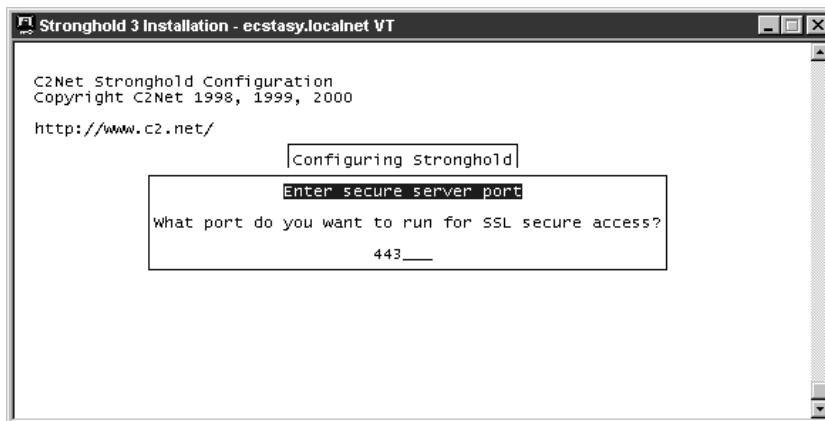 Stronghold 3 Installation - ecstasy.localnet VT
C2Net Stronghold Configuration
Copyright C2Net 1998, 1999, 2000
http://www.c2.net/
Configuring Stronghold
Enter secure server port
What port do you want to run for SSL secure access?
443___